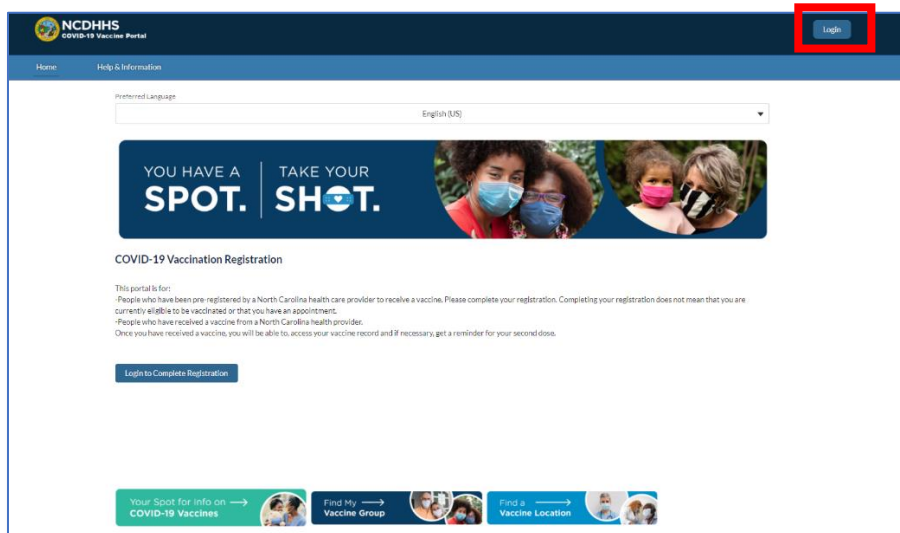 NCDHHS
COVID-19 Vaccine Portal
Login
Home
Help & Information
Preferred Language
English (US)
YOU HAVE A
SPOT.
TAKE YOUR
SHOT.
COVID-19 Vaccination Registration
This portal is for:
-People who have been pre-registered by a North Carolina health care provider to receive a vaccine. Please complete your registration. Completing your registration does not mean that you are
currently eligible to be vaccinated or that you have an appointment.
-People who have received a vaccine from a North Carolina health provider.
Once you have received a vaccine, you will be able to, access your vaccine record and if necessary, get a reminder for your second dose.
Login to Complete Registration
Your Spot for Info on →
COVID-19 Vaccines
Find My →
Vaccine Group
Find a →
Vaccine Location